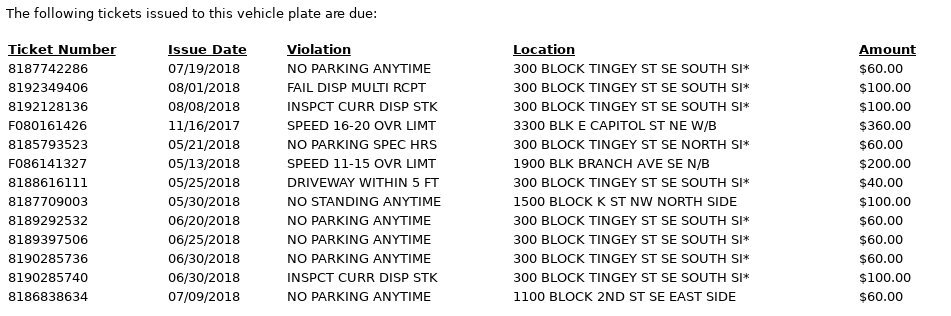 The following tickets issued to this vehicle plate are due:
Ticket Number Issue Date Violation Location Amount
8187742286 07/19/2018 NO PARKING ANYTIME 300 BLOCK TINGEY ST SE SOUTH SI* $60.00
8192349406 08/01/2018 FAIL DISP MULTI RCPT 300 BLOCK TINGEY ST SE SOUTH SI* $100.00
8192128136 08/08/2018 INSPCT CURR DISP STK 300 BLOCK TINGEY ST SE SOUTH SI* $100.00
F080161426 11/16/2017 SPEED 16-20 OVR LIMT 3300 BLK E CAPITOL ST NE W/B $360.00
8185793523 05/21/2018 NO PARKING SPEC HRS 300 BLOCK TINGEY ST SE NORTH SI* $60.00
F086141327 05/13/2018 SPEED 11-15 OVR LIMT 1900 BLK BRANCH AVE SE N/B $200.00
8188616111 05/25/2018 DRIVEWAY WITHIN 5 FT 300 BLOCK TINGEY ST SE SOUTH SI* $40.00
8187709003 05/30/2018 NO STANDING ANYTIME 1500 BLOCK K ST NW NORTH SIDE $100.00
8189292532 06/20/2018 NO PARKING ANYTIME 300 BLOCK TINGEY ST SE SOUTH SI* $60.00
8189397506 06/25/2018 NO PARKING ANYTIME 300 BLOCK TINGEY ST SE SOUTH SI* $60.00
8190285736 06/30/2018 NO PARKING ANYTIME 300 BLOCK TINGEY ST SE SOUTH SI* $60.00
8190285740 06/30/2018 INSPCT CURR DISP STK 300 BLOCK TINGEY ST SE SOUTH SI* $100.00
8186838634 07/09/2018 NO PARKING ANYTIME 1100 BLOCK 2ND ST SE EAST SIDE $60.00